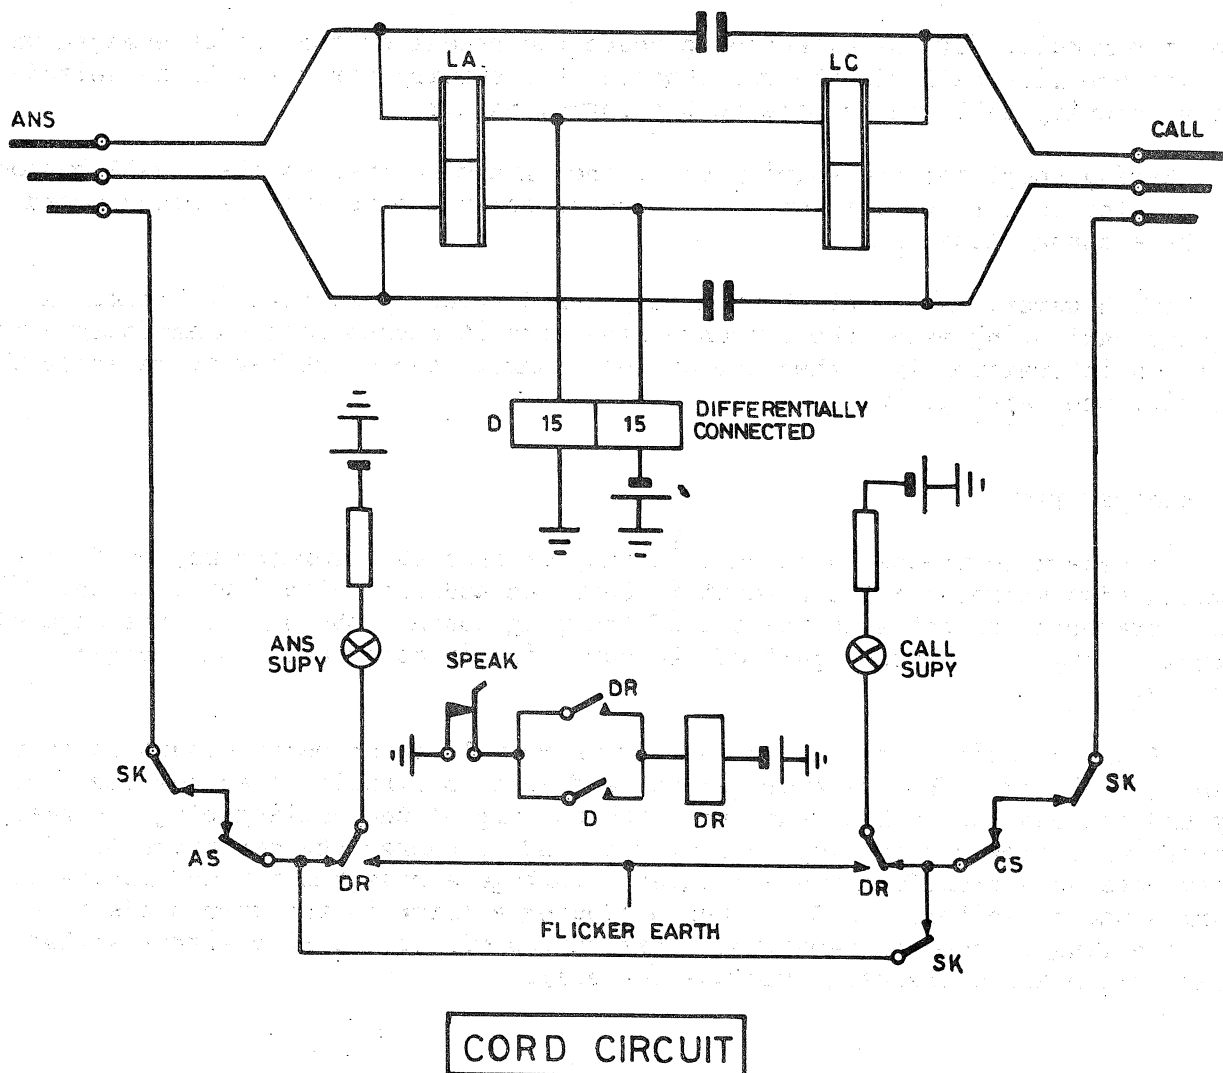 LA.
LC
ANS
CALL
D
15
15
DIFFERENTIALLY
CONNECTED
ANS
SUPY
SPEAK
DR
CALL
SUPY
SK
D
DR
SK
AS
DR
DR
CS
FLICKER EARTH
SK
CORD CIRCUIT